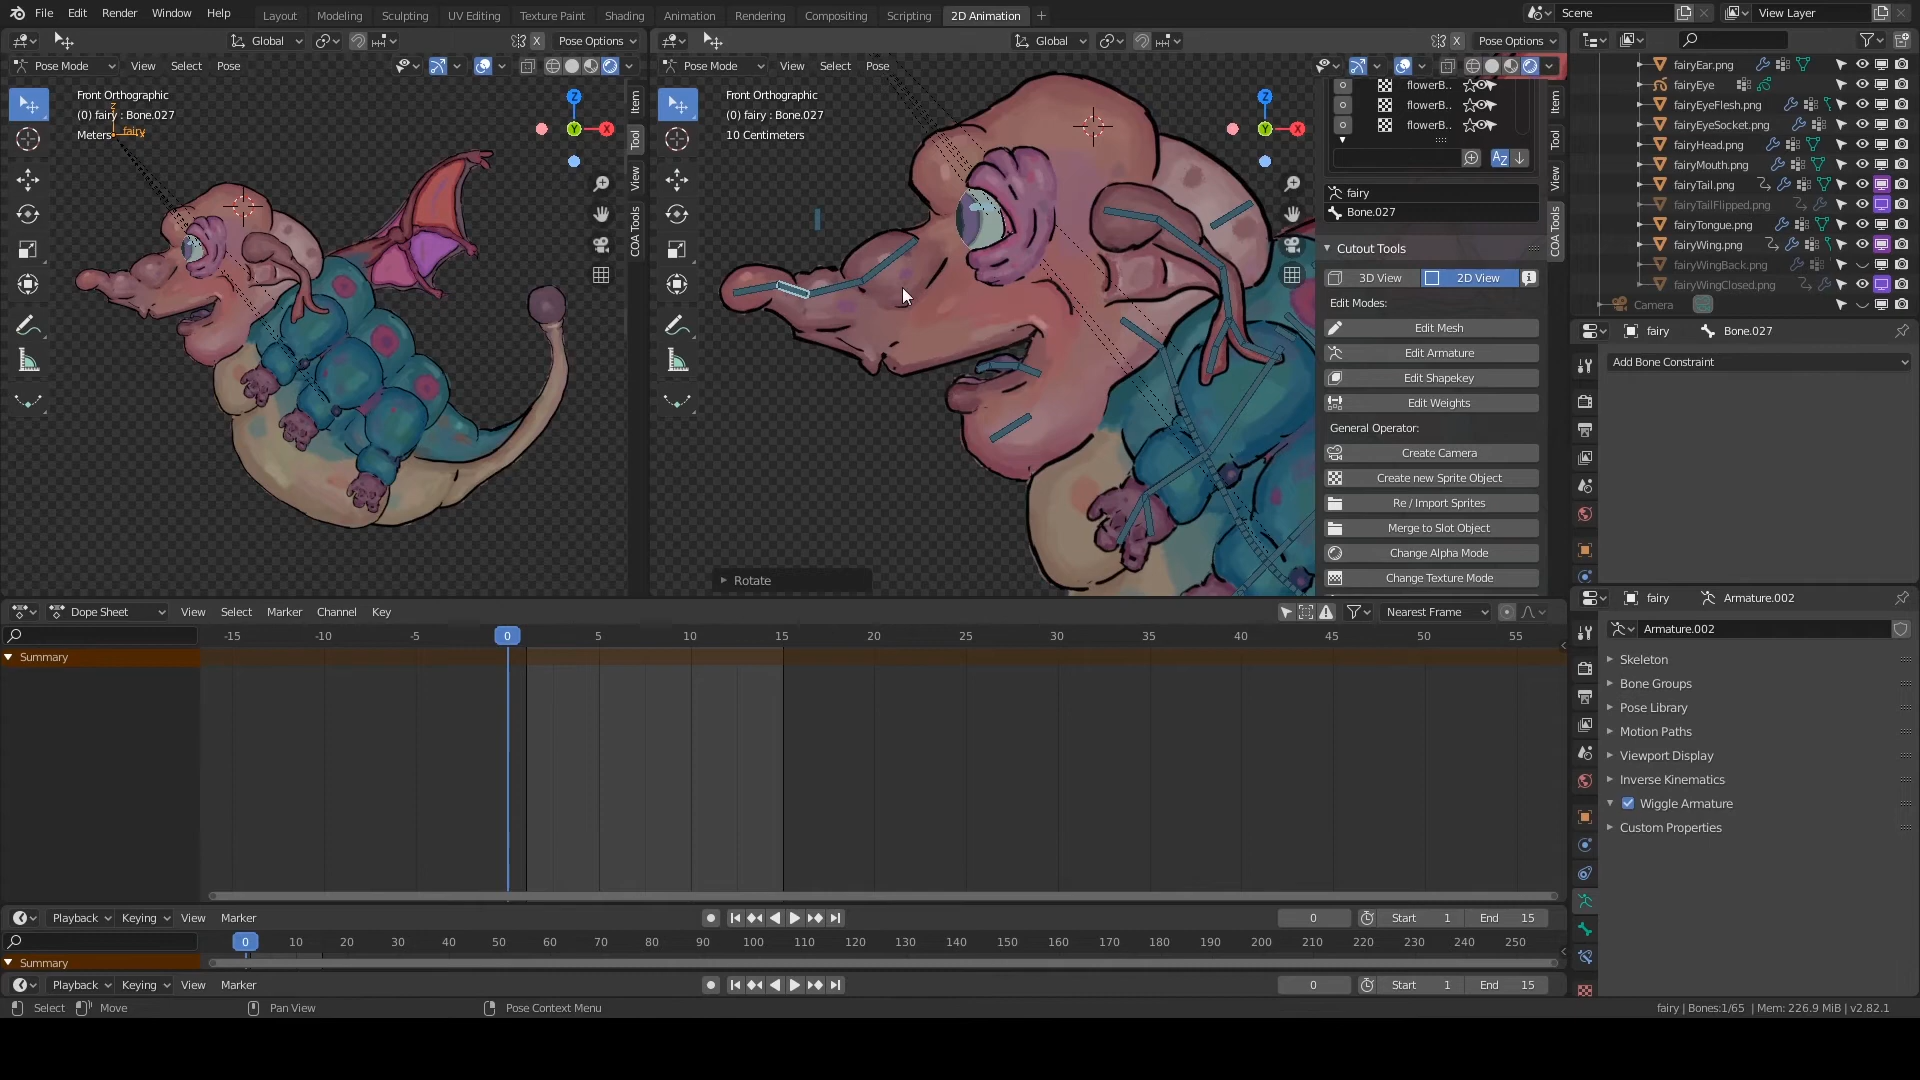 File Edit Render Window Help Layout Modeling Sculpting UV Editing Texture Paint Shading Animation Rendering Compositing Scripting 2D Animation + Scene View Layer
Global Pose Options X
Global Pose Options X
Pose Mode View Select Pose
Pose Mode View Select Pose
Front Orthographic
(0) fairy : Bone.027
Meters
fairy
Z
Y
X
Item
Tool
View
COA Tools
Front Orthographic
(0) fairy : Bone.027
10 Centimeters
Z
Y
X
Rotate
flowerB..
flowerB..
flowerB..
fairy
Bone.027
Cutout Tools
3D View 2D View
Edit Modes:
Edit Mesh
Edit Armature
Edit Shapekey
Edit Weights
General Operator:
Create Camera
Create new Sprite Object
Re / Import Sprites
Merge to Slot Object
Change Alpha Mode
Change Texture Mode
Item
Tool
View
COA Tools
fairyEar.png
fairyEye
fairyEyeFlesh.png
fairyEyeSocket.png
fairyHead.png
fairyMouth.png
fairyTail.png
fairyTailFlipped.png
fairyTongue.png
fairyWing.png
fairyWingBack.png
fairyWingClosed.png
Camera
fairy Bone.027
Add Bone Constraint
fairy Armature.002
Armature.002
Skeleton
Bone Groups
Pose Library
Motion Paths
Viewport Display
Inverse Kinematics
Wiggle Armature
Custom Properties
Dope Sheet View Select Marker Channel Key Nearest Frame
-15 -10 -5 0 5 10 15 20 25 30 35 40 45 50 55
Summary
Playback Keying View Marker 0 Start 1 End 15
0 10 20 30 40 50 60 70 80 90 100 110 120 130 140 150 160 170 180 190 200 210 220 230 240 250
Summary
Playback Keying View Marker 0 Start 1 End 15
Select Move Pan View Pose Context Menu fairy | Bones:1/65 | Mem: 226.9 MiB | v2.82.1